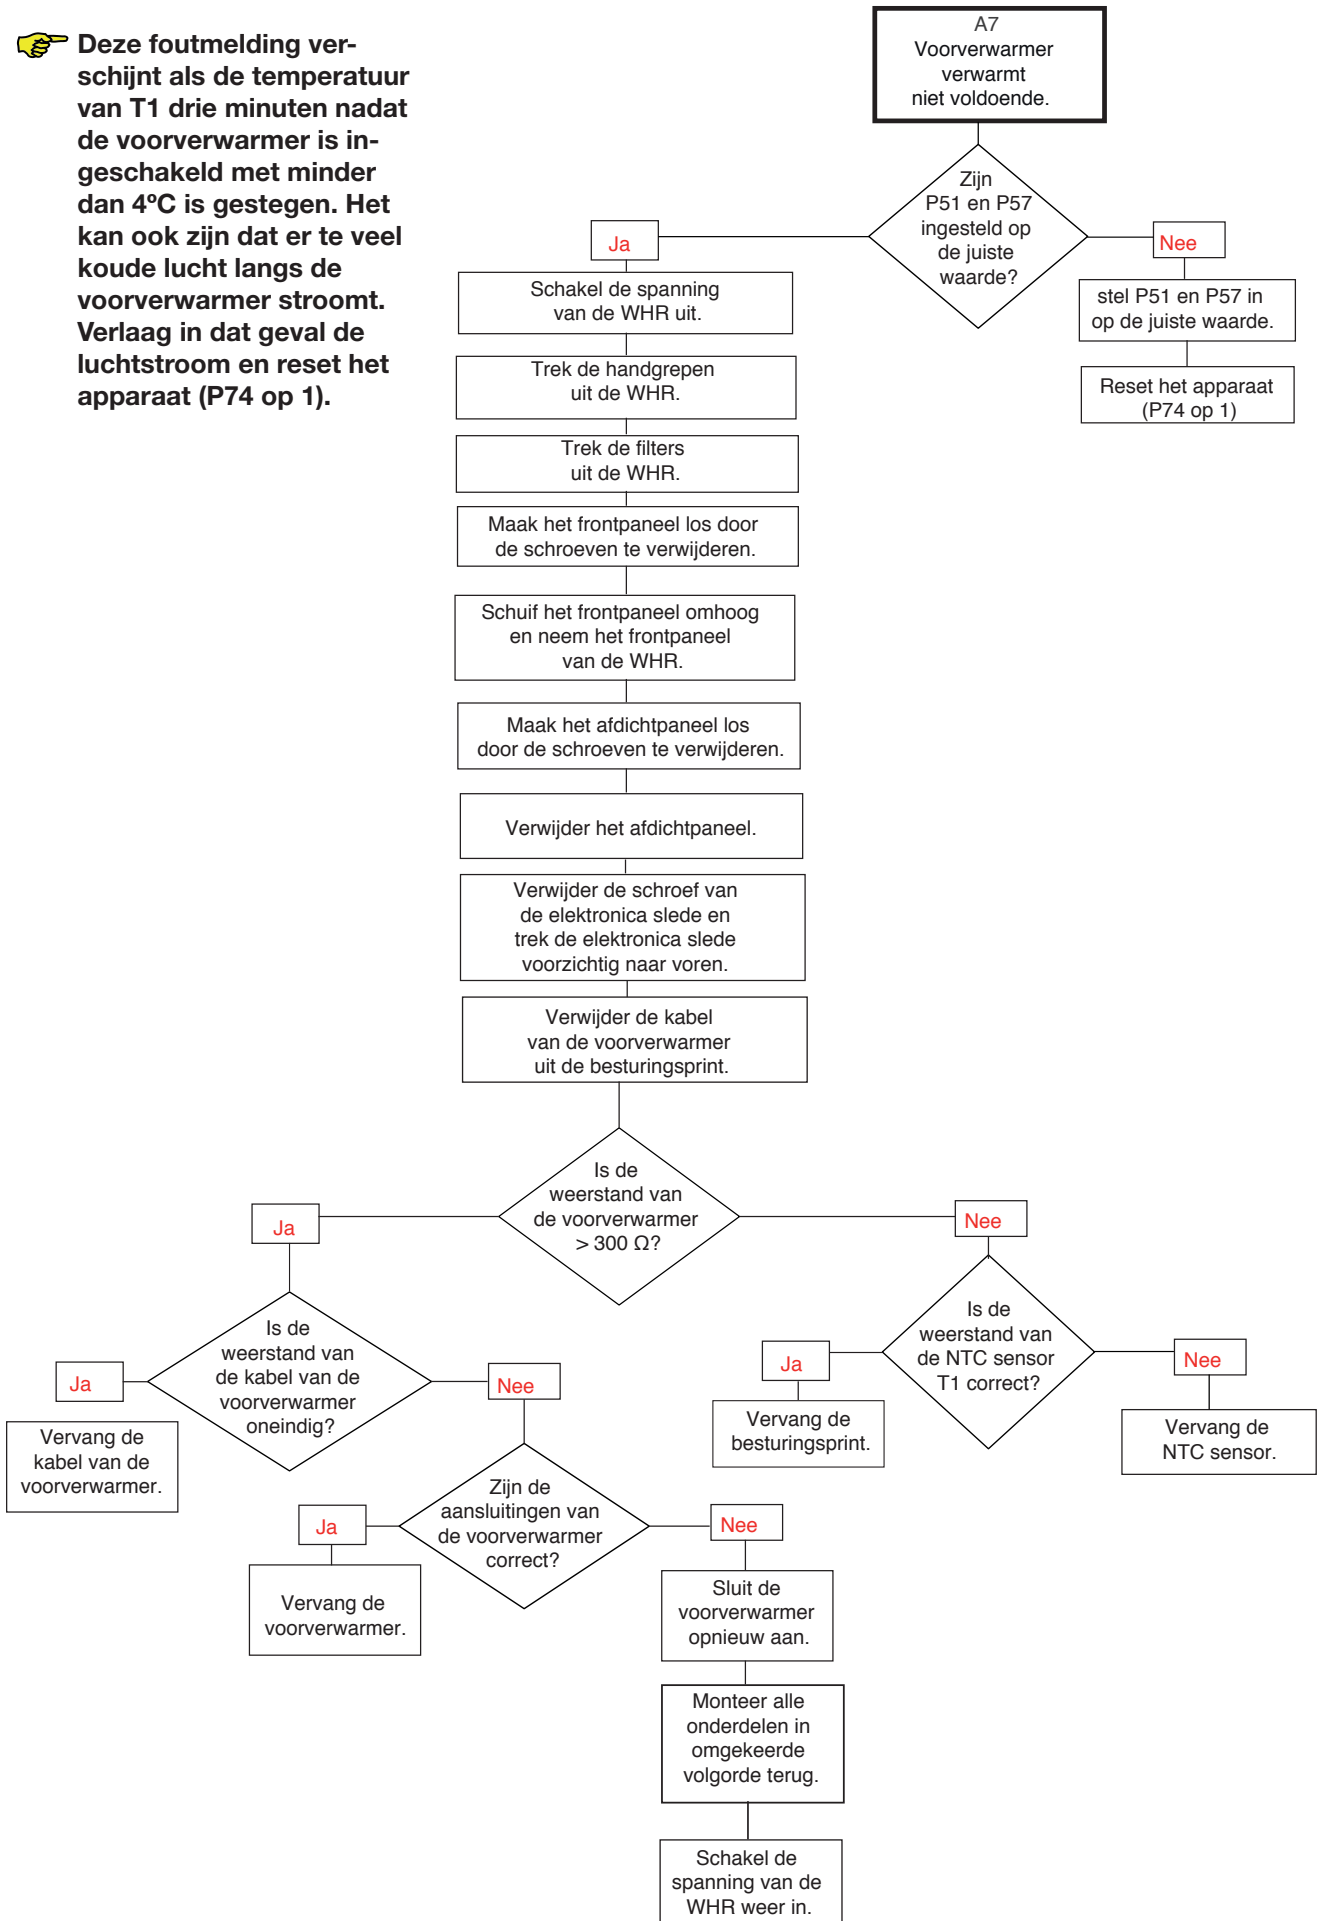 Deze foutmelding ver-
schijnt als de temperatuur
van T1 drie minuten nadat
de voorverwarmer is in-
geschakeld met minder
dan 4ºC is gestegen. Het
kan ook zijn dat er te veel
koude lucht langs de
voorverwarmer stroomt.
Verlaag in dat geval de
luchtstroom en reset het
apparaat (P74 op 1).
A7
Voorverwarmer
verwarmt
niet voldoende.
Zijn
P51 en P57
ingesteld op
de juiste
waarde?
Ja
Nee
Schakel de spanning
van de WHR uit.
stel P51 en P57 in
op de juiste waarde.
Trek de handgrepen
uit de WHR.
Reset het apparaat
(P74 op 1)
Trek de filters
uit de WHR.
Maak het frontpaneel los door
de schroeven te verwijderen.
Schuif het frontpaneel omhoog
en neem het frontpaneel
van de WHR.
Maak het afdichtpaneel los
door de schroeven te verwijderen.
Verwijder het afdichtpaneel.
Verwijder de schroef van
de elektronica slede en
trek de elektronica slede
voorzichtig naar voren.
Verwijder de kabel
van de voorverwarmer
uit de besturingsprint.
Is de
weerstand van
de voorverwarmer
> 300 Ω?
Ja
Nee
Is de
weerstand van
de kabel van de
voorverwarmer
oneindig?
Is de
weerstand van
de NTC sensor
T1 correct?
Ja
Nee
Ja
Nee
Vervang de
kabel van de
voorverwarmer.
Vervang de
besturingsprint.
Vervang de
NTC sensor.
Zijn de
aansluitingen van
de voorverwarmer
correct?
Ja
Nee
Vervang de
voorverwarmer.
Sluit de
voorverwarmer
opnieuw aan.
Monteer alle
onderdelen in
omgekeerde
volgorde terug.
Schakel de
spanning van de
WHR weer in.